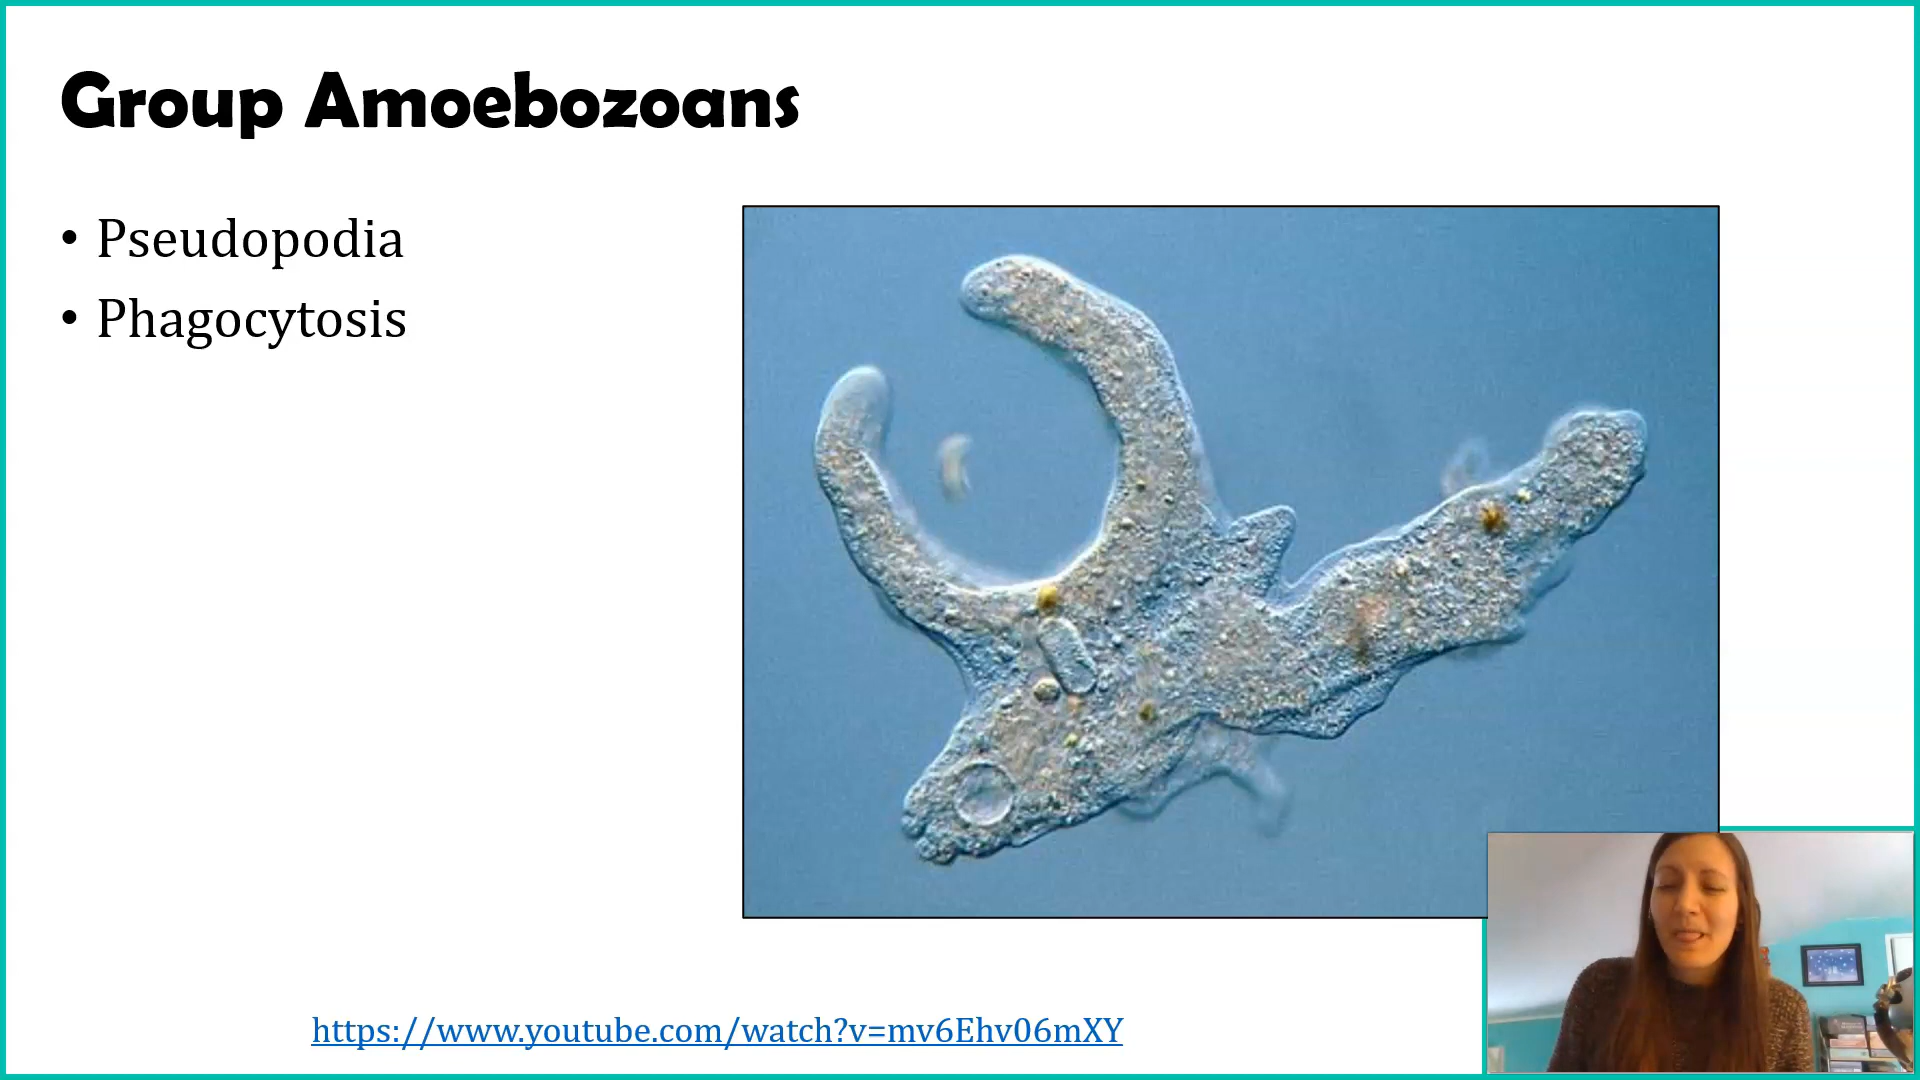 Group Amoebozoans
• Pseudopodia
• Phagocytosis
https://www.youtube.com/watch?v=mv6Ehv06mXY